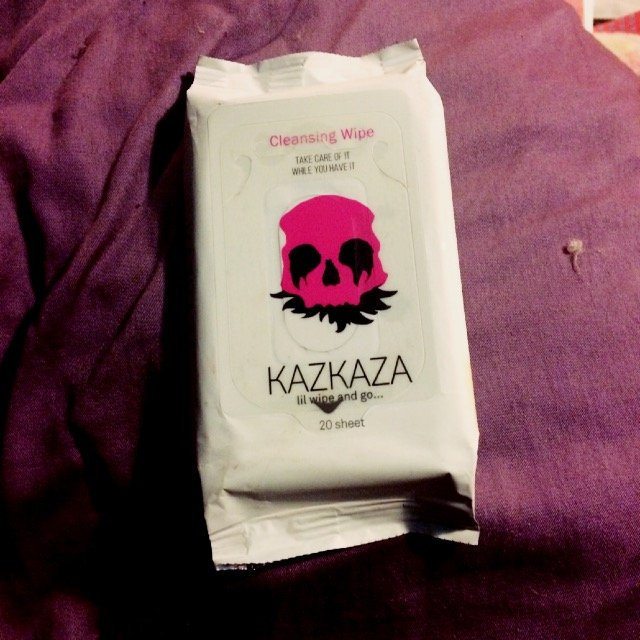 Cleansing Wipe
TAKE CARE OF IT
WHILE YOU HAVE IT
KAZKAZA
lil wipe and go...
20 sheet